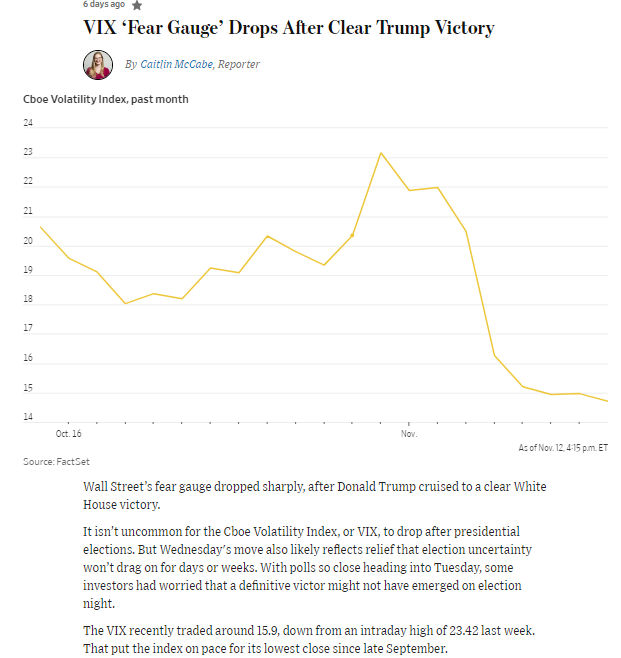 6 days ago
VIX ‘Fear Gauge’ Drops After Clear Trump Victory
By Caitlin McCabe, Reporter
Cboe Volatility Index, past month
24
23
22
21
20
19
18
17
16
15
14
Oct. 16
Nov.
As of Nov. 12, 4:15 p.m. ET
Source: FactSet
Wall Street’s fear gauge dropped sharply, after Donald Trump cruised to a clear White
House victory.
It isn’t uncommon for the Cboe Volatility Index, or VIX, to drop after presidential
elections. But Wednesday’s move also likely reflects relief that election uncertainty
won’t drag on for days or weeks. With polls so close heading into Tuesday, some
investors had worried that a definitive victor might not have emerged on election
night.
The VIX recently traded around 15.9, down from an intraday high of 23.42 last week.
That put the index on pace for its lowest close since late September.